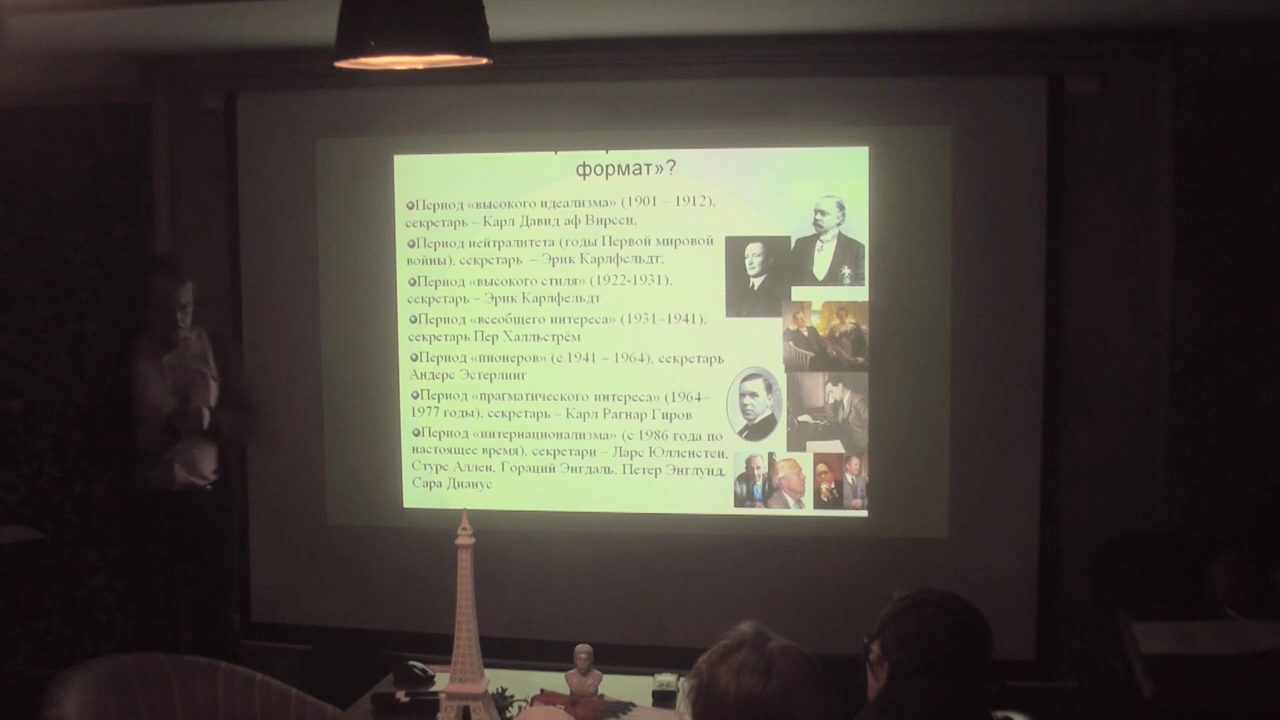 формат»?
Период «высокого идеализма» (1901 – 1912),
секретарь – Карл Давид аф Вирсен,
Период нейтралитета (годы Первой мировой
войны), секретарь – Эрик Карлфельдт,
Период «высокого стиля» (1922-1931),
секретарь – Эрик Карлфельдт
Период «всеобщего интереса» (1931–1941),
секретарь Пер Халльстрём
Период «пионеров» (с 1941 – 1964), секретарь
Андерс Эстерлинг
Период «прагматического интереса» (1964–
1977 годы), секретарь – Карл Рагнар Гиров
Период «интернационализма» (с 1986 года по
настоящее время), секретари – Ларс Юлленстен,
Стуре Аллен, Гораций Энгдаль, Петер Энглунд,
Сара Диниус